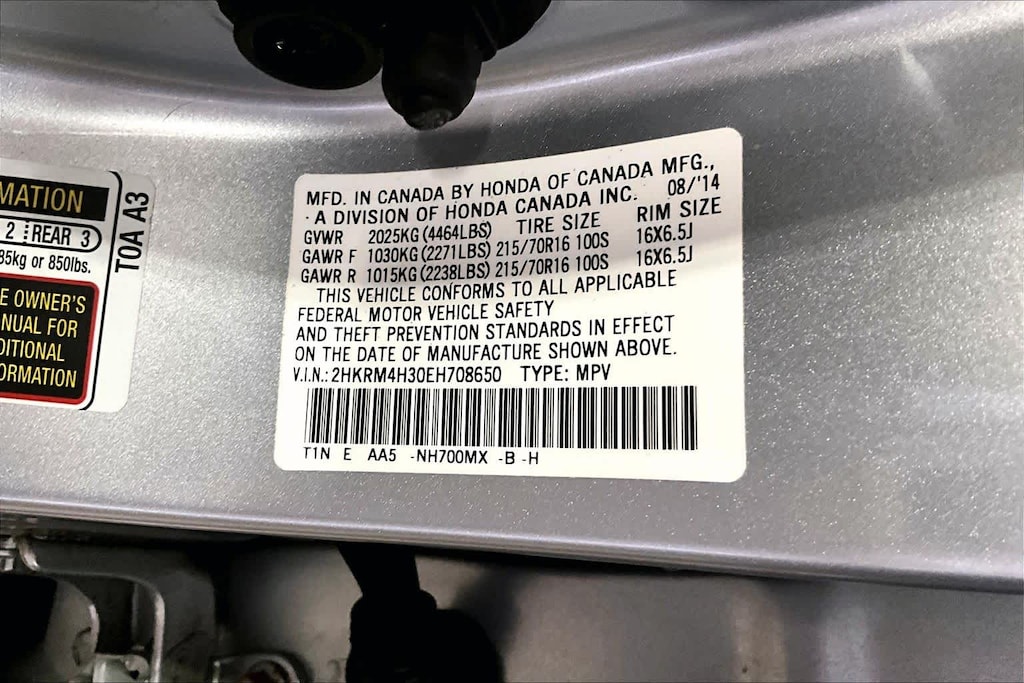 MATION
2 REAR 3
85kg or 850lbs.
E OWNER'S
NUAL FOR
DITIONAL
ORMATION
T0A A3
MFD. IN CANADA BY HONDA OF CANADA MFG.,
· A DIVISION OF HONDA CANADA INC. 08/'14
GVWR 2025KG (4464LBS) TIRE SIZE RIM SIZE
GAWR F 1030KG (2271LBS) 215/70R16 100S 16X6.5J
GAWR R 1015KG (2238LBS) 215/70R16 100S 16X6.5J
THIS VEHICLE CONFORMS TO ALL APPLICABLE
FEDERAL MOTOR VEHICLE SAFETY
AND THEFT PREVENTION STANDARDS IN EFFECT
ON THE DATE OF MANUFACTURE SHOWN ABOVE.
V.I.N.: 2HKRM4H30EH708650 TYPE: MPV
T1N E AA5 -NH700MX -B -H